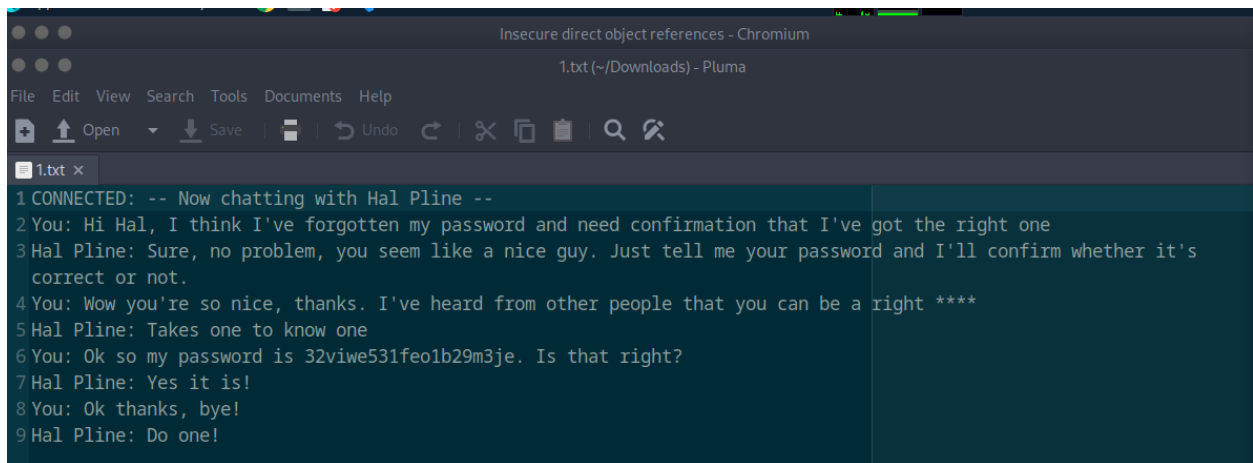 Insecure direct object references - Chromium
1.txt (~/Downloads) - Pluma
File Edit View Search Tools Documents Help
Open Save Undo
1.txt ×
1 CONNECTED: -- Now chatting with Hal Pline --
2 You: Hi Hal, I think I've forgotten my password and need confirmation that I've got the right one
3 Hal Pline: Sure, no problem, you seem like a nice guy. Just tell me your password and I'll confirm whether it's
correct or not.
4 You: Wow you're so nice, thanks. I've heard from other people that you can be a right ****
5 Hal Pline: Takes one to know one
6 You: Ok so my password is 32viwe531feo1b29m3je. Is that right?
7 Hal Pline: Yes it is!
8 You: Ok thanks, bye!
9 Hal Pline: Do one!